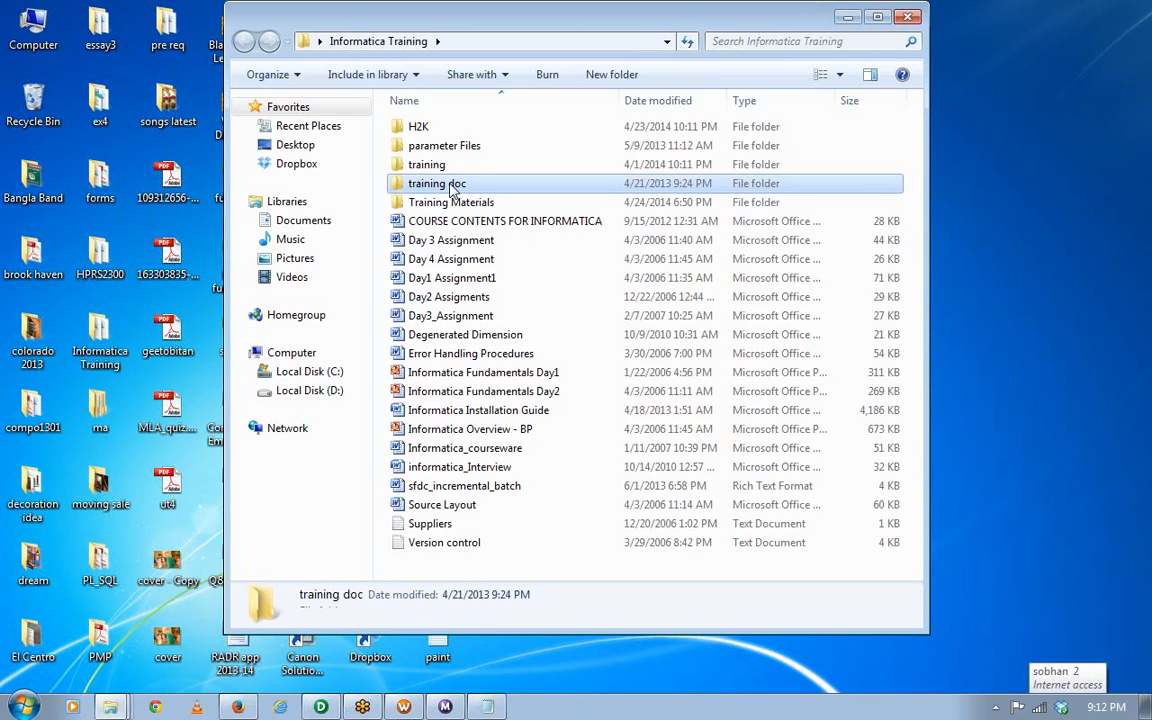 Computer
essay3
pre req
Recycle Bin
ex4
songs latest
Bangla Band
forms
109312656-...
brook haven
HPRS2300
163303835-...
colorado 2013
Informatica Training
geetobitan
compo1301
ma
MLA_quiz....
decoration idea
moving sale
ut4
dream
PL_SQL
cover - Copy
El Centro
PMP
cover
RADR app 2013-14
Canon Solutio...
Dropbox
paint
Informatica Training
Search Informatica Training
Organize
Include in library
Share with
Burn
New folder
Favorites
Recent Places
Desktop
Dropbox
Libraries
Documents
Music
Pictures
Videos
Homegroup
Computer
Local Disk (C:)
Local Disk (D:)
Network
Name Date modified Type Size
H2K 4/23/2014 10:11 PM File folder
parameter Files 5/9/2013 11:12 AM File folder
training 4/1/2014 10:11 PM File folder
training doc 4/21/2013 9:24 PM File folder
Training Materials 4/24/2014 6:50 PM File folder
COURSE CONTENTS FOR INFORMATICA 9/15/2012 12:31 AM Microsoft Office ... 28 KB
Day 3 Assignment 4/3/2006 11:40 AM Microsoft Office ... 44 KB
Day 4 Assignment 4/3/2006 11:45 AM Microsoft Office ... 26 KB
Day1 Assignment1 4/3/2006 11:35 AM Microsoft Office ... 71 KB
Day2 Assigments 12/22/2006 12:44 ... Microsoft Office ... 29 KB
Day3_Assignment 2/7/2007 10:25 AM Microsoft Office ... 27 KB
Degenerated Dimension 10/9/2010 10:31 AM Microsoft Office ... 21 KB
Error Handling Procedures 3/30/2006 7:00 PM Microsoft Office ... 54 KB
Informatica Fundamentals Day1 1/22/2006 4:56 PM Microsoft Office P... 311 KB
Informatica Fundamentals Day2 4/3/2006 11:11 AM Microsoft Office P... 269 KB
Informatica Installation Guide 4/18/2013 1:51 AM Microsoft Office ... 4,186 KB
Informatica Overview - BP 4/3/2006 11:45 AM Microsoft Office P... 673 KB
Informatica_courseware 1/11/2007 10:39 PM Microsoft Office ... 151 KB
informatica_Interview 10/14/2010 12:57 ... Microsoft Office ... 32 KB
sfdc_incremental_batch 6/1/2013 6:58 PM Rich Text Format 42 KB
Source Layout 4/3/2006 11:14 AM Microsoft Office ... 60 KB
Suppliers 12/20/2006 1:02 PM Text Document 1 KB
Version control 3/29/2006 8:42 PM Text Document 4 KB
training doc Date modified: 4/21/2013 9:24 PM
sobhan 2
Internet access
9:12 PM